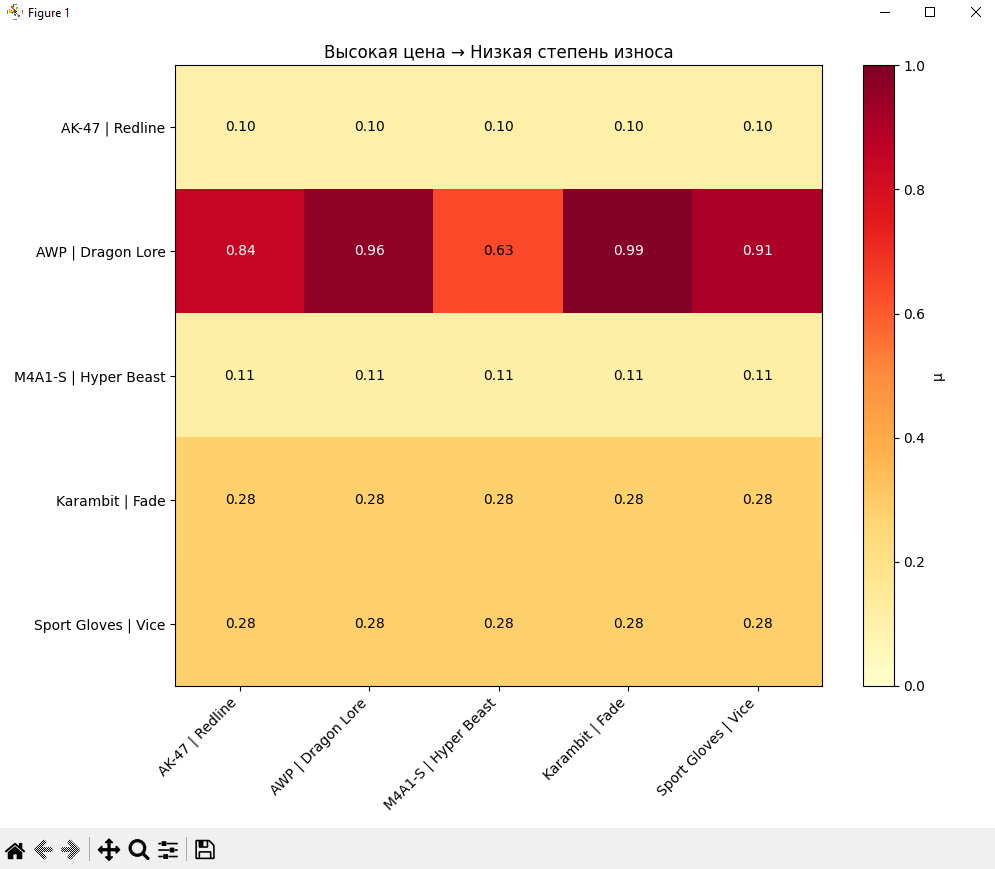 Figure 1
Высокая цена → Низкая степень износа
AK-47 | Redline
0.10 0.10 0.10 0.10 0.10
AWP | Dragon Lore
0.84 0.96 0.63 0.99 0.91
M4A1-S | Hyper Beast
0.11 0.11 0.11 0.11 0.11
Karambit | Fade
0.28 0.28 0.28 0.28 0.28
Sport Gloves | Vice
0.28 0.28 0.28 0.28 0.28
AK-47 | Redline
AWP | Dragon Lore
M4A1-S | Hyper Beast
Karambit | Fade
Sport Gloves | Vice
1.0
0.8
0.6
0.4
0.2
0.0
μ